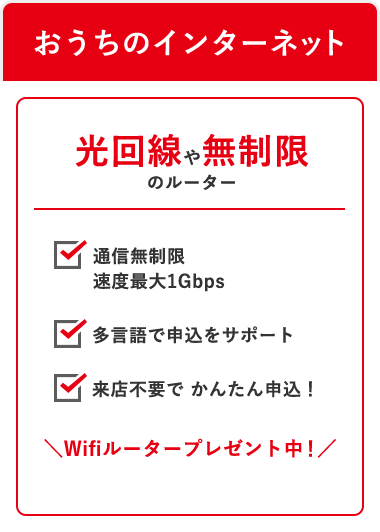 おうちのインターネット
光回線や無制限
のルーター
通信無制限
速度最大1Gbps
多言語で申込をサポート
来店不要で かんたん申込！
＼Wifiルータープレゼント中！／